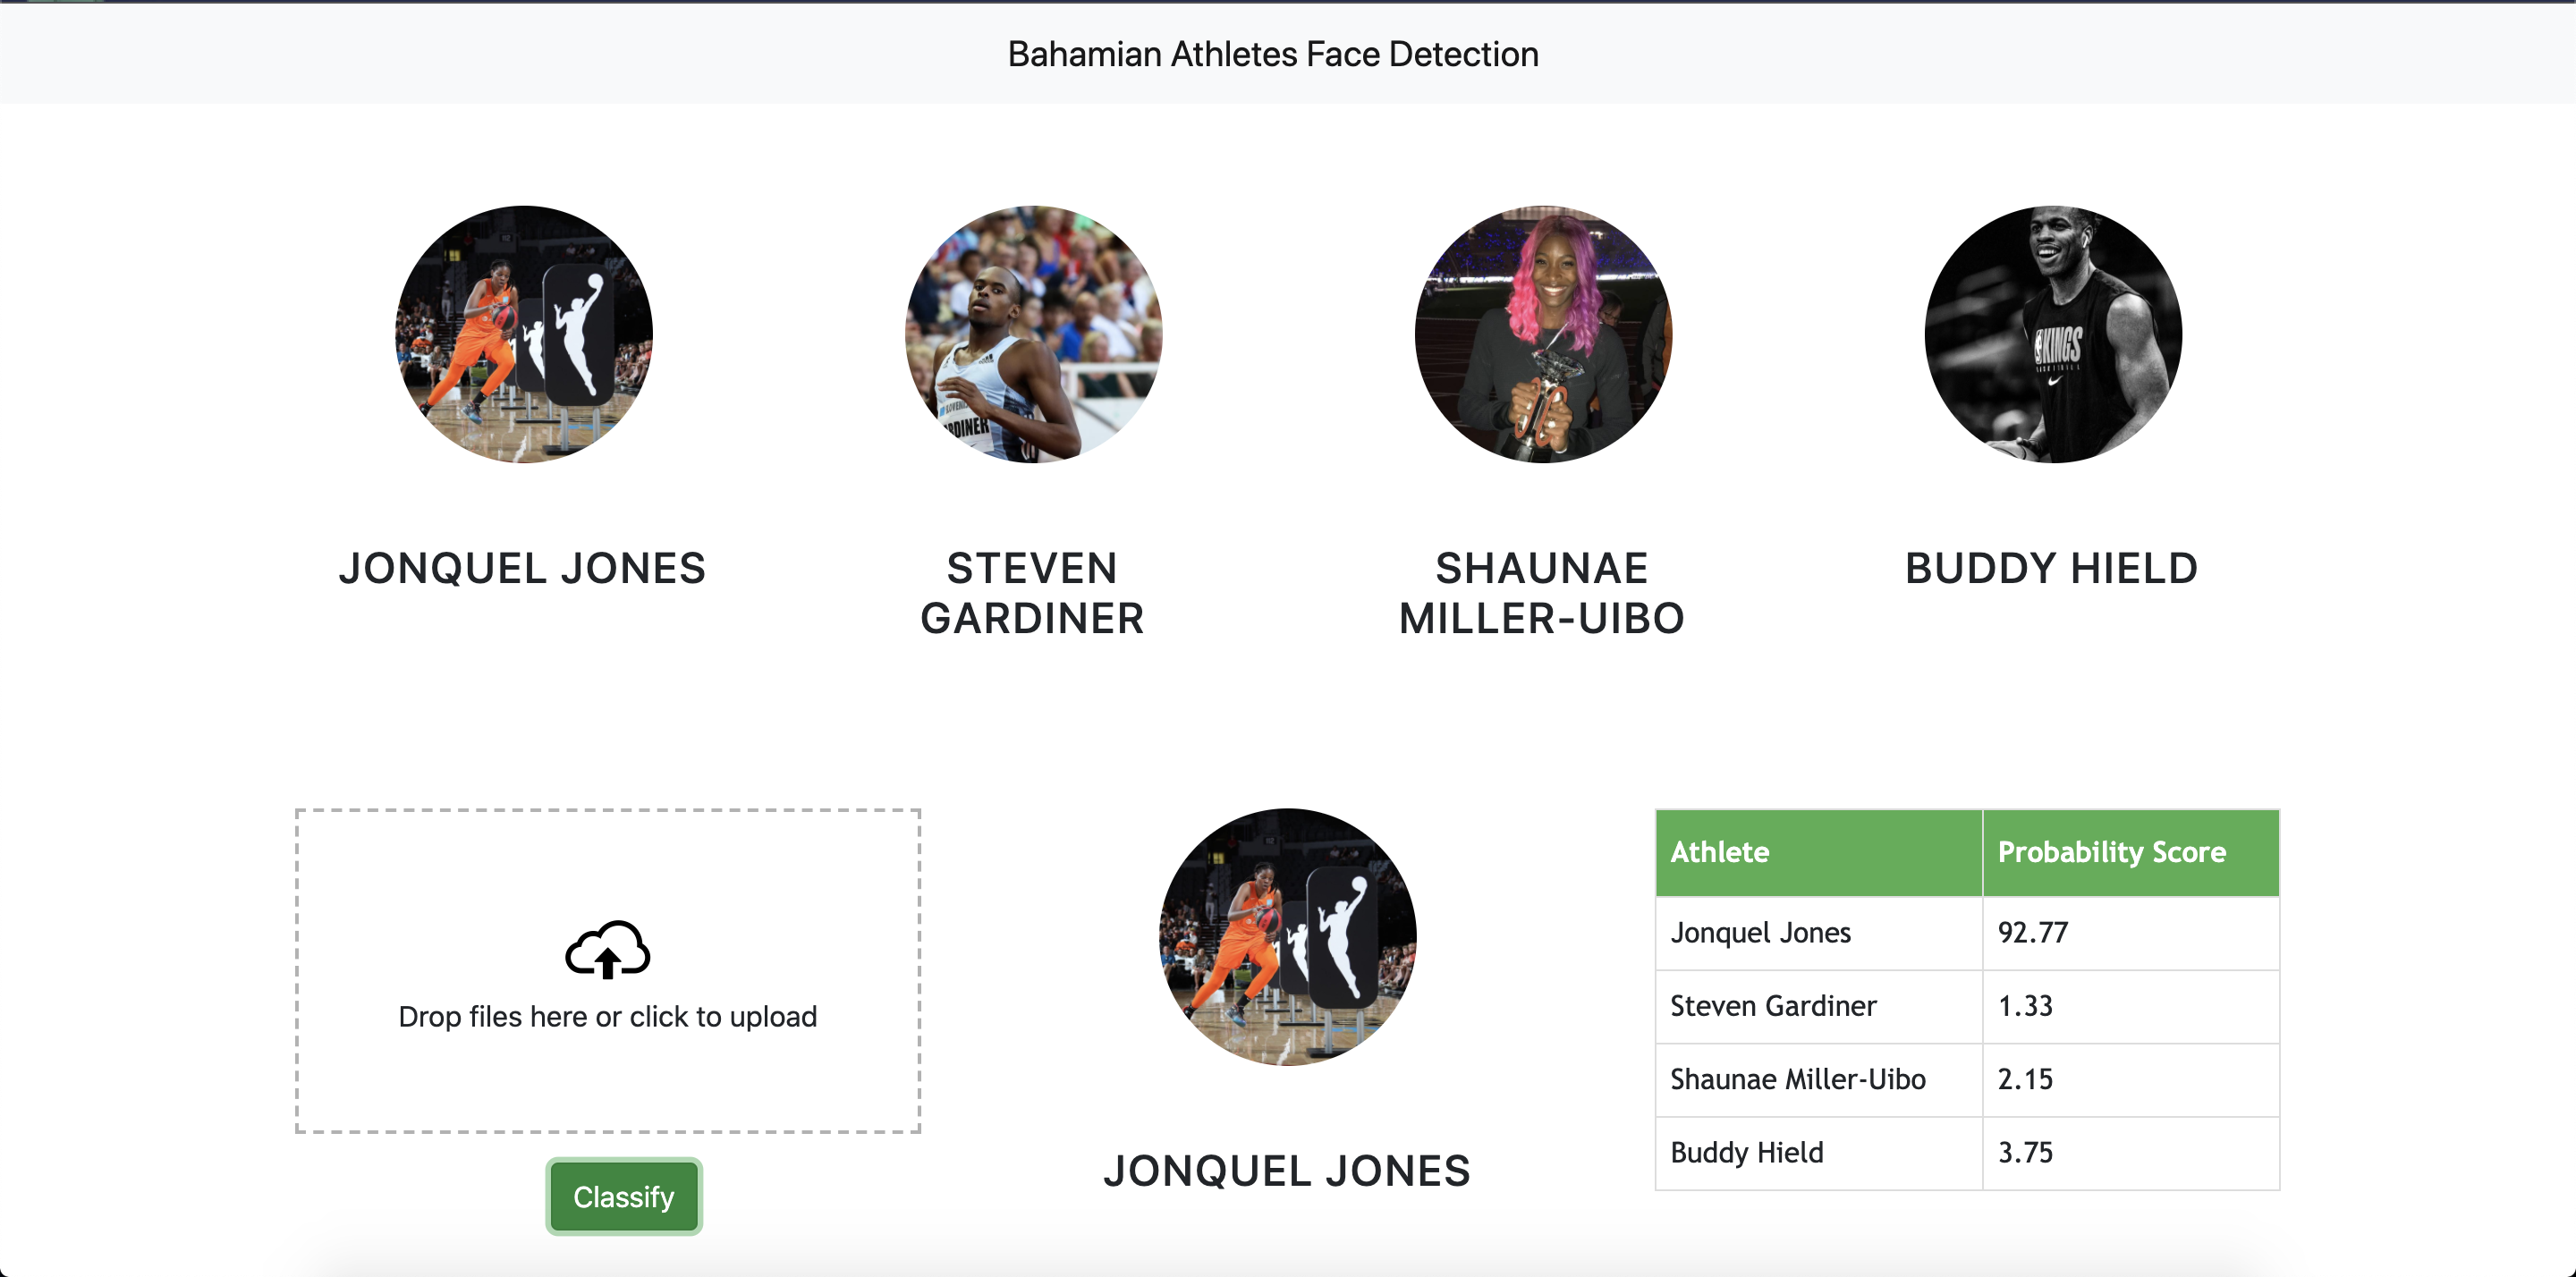 Bahamian Athletes Face Detection
KINGS
JONQUEL JONES
STEVEN
GARDINER
SHAUNAE
MILLER-UIBO
BUDDY HIELD
Drop files here or click to upload
Classify
JONQUEL JONES
Athlete Probability Score
Jonquel Jones 92.77
Steven Gardiner 1.33
Shaunae Miller-Uibo 2.15
Buddy Hield 3.75